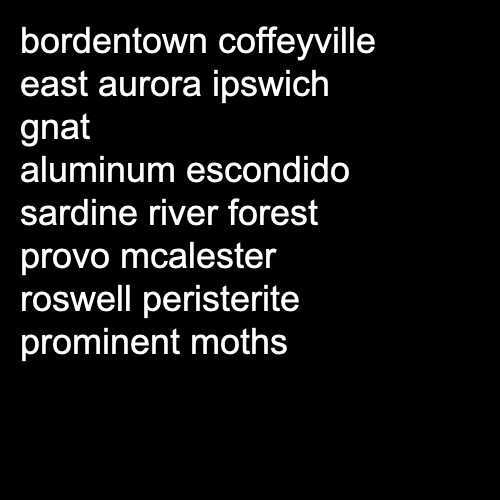 bordentown coffeyville
east aurora ipswich
gnat
aluminum escondido
sardine river forest
provo mcalester
roswell peristerite
prominent moths